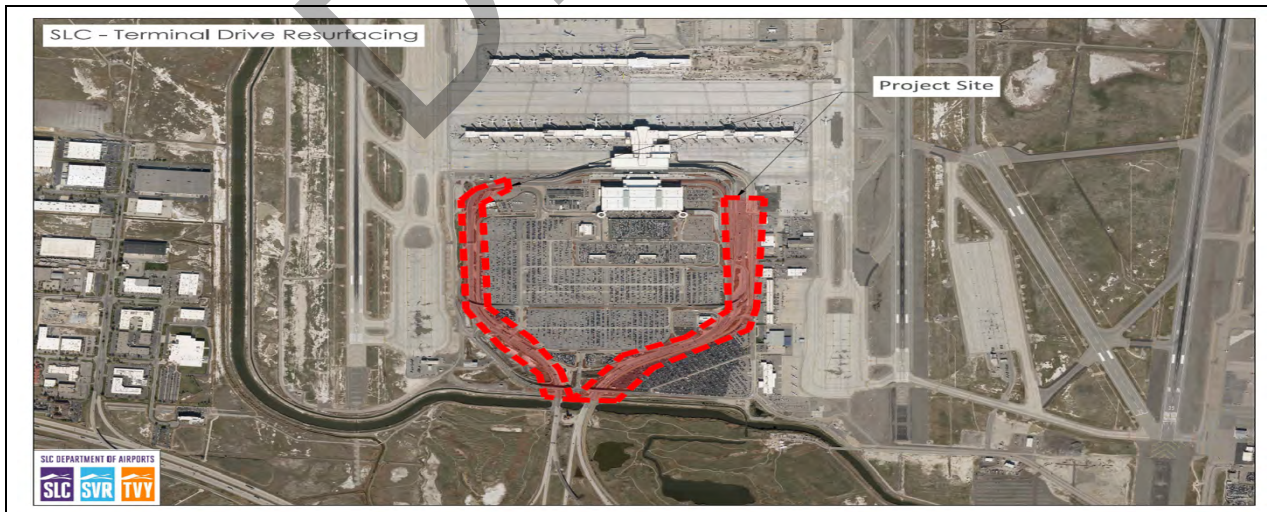 SLC - Terminal Drive Resurfacing
Project Site
SLC DEPARTMENT OF AIRPORTS
SLC SVR TVY